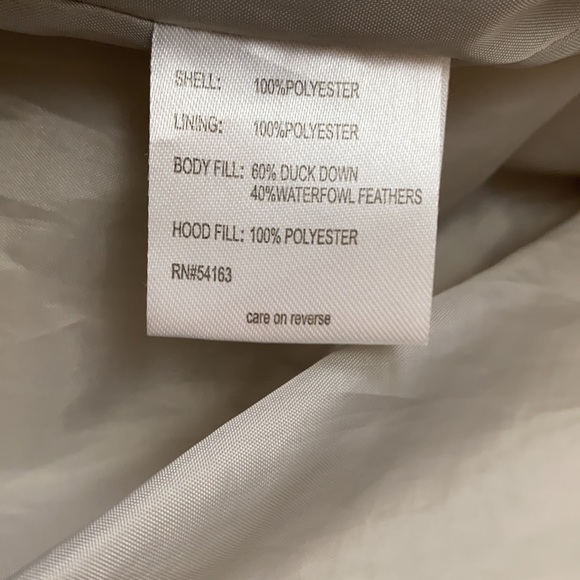 SHELL: 100%POLYESTER
LINING: 100%POLYESTER
BODY FILL: 60% DUCK DOWN
40%WATERFOWL FEATHERS
HOOD FILL: 100% POLYESTER
RN#54163
care on reverse